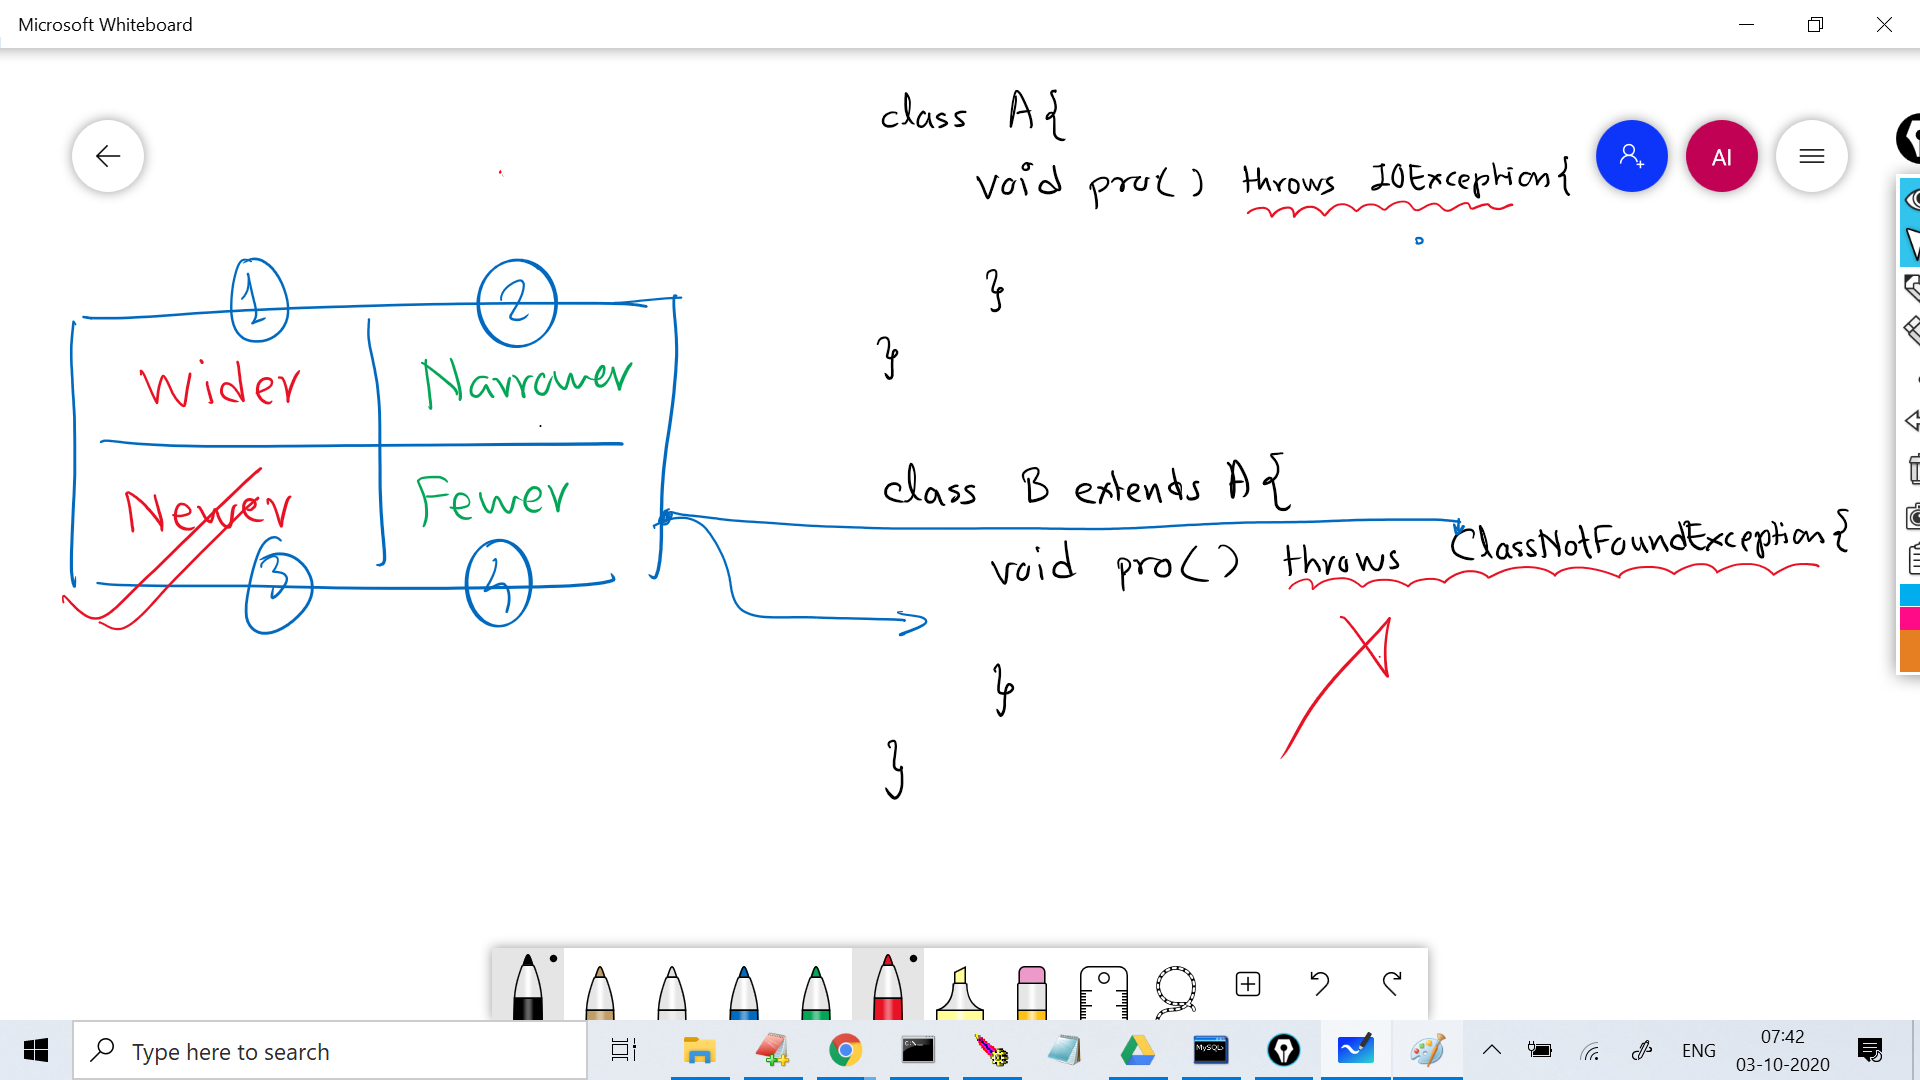 Microsoft Whiteboard
class A{
void pro() throws IOException{
AI
}
}
1 2
Wider Narrower
Newer Fewer
3 4
class B extends A{
void pro() throws ClassNotFoundException{
}
}
Type here to search
C:\.
MySQL
ENG
07:42
03-10-2020